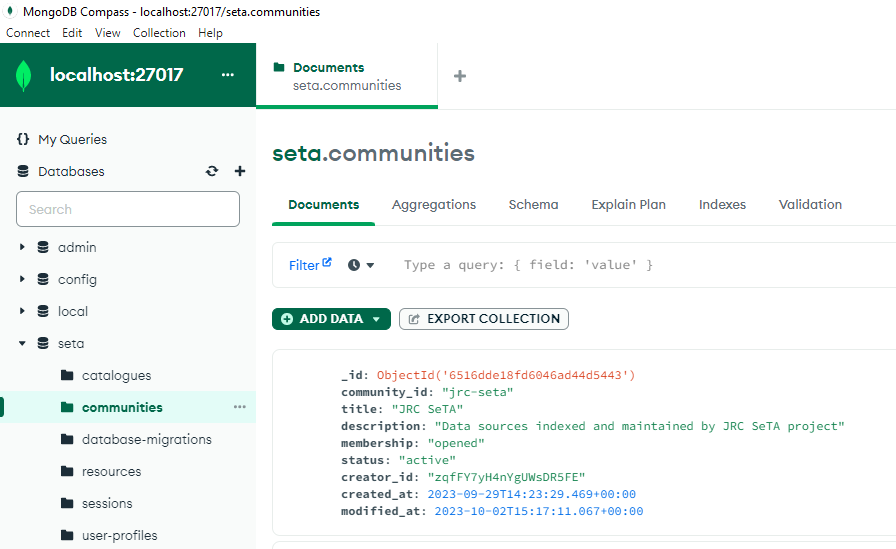 MongoDB Compass - localhost:27017/seta.communities
Connect Edit View Collection Help
localhost:27017 ...
Documents
seta.communities
+
{} My Queries
Databases
Search
admin
config
local
seta
catalogues
communities ...
database-migrations
resources
sessions
user-profiles
seta.communities
Documents Aggregations Schema Explain Plan Indexes Validation
Filter Type a query: { field: 'value' }
ADD DATA EXPORT COLLECTION
_id: ObjectId('6516dde18fd6046ad44d5443')
community_id: "jrc-seta"
title: "JRC SeTA"
description: "Data sources indexed and maintained by JRC SeTA project"
membership: "opened"
status: "active"
creator_id: "zqfFY7yH4nYgUWsDR5FE"
created_at: 2023-09-29T14:23:29.469+00:00
modified_at: 2023-10-02T15:17:11.067+00:00